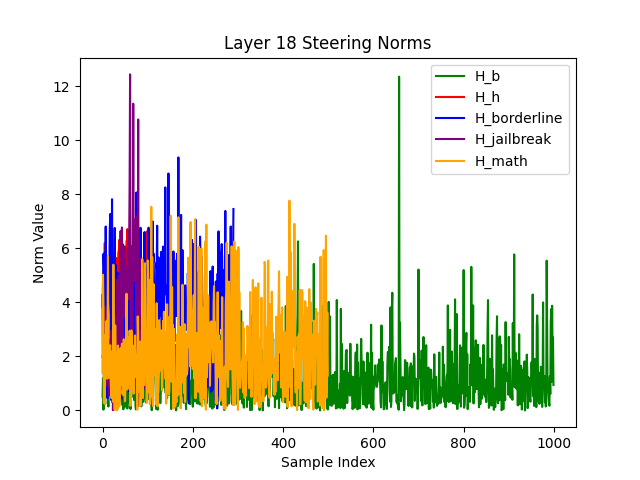 Layer 18 Steering Norms
Norm Value
12
10
8
6
4
2
0
H_b
H_h
H_borderline
H_jailbreak
H_math
0
200
400
600
800
1000
Sample Index